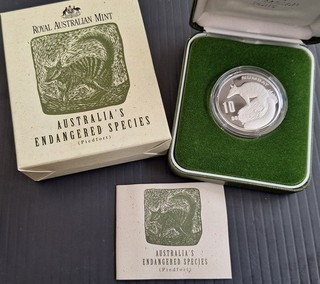 ROYAL AUSTRALIAN MINT
AUSTRALIA'S
ENDANGERED SPECIES
(Piedfort)
10
AUSTRALIA'S
ENDANGERED SPECIES
(Piedfort)